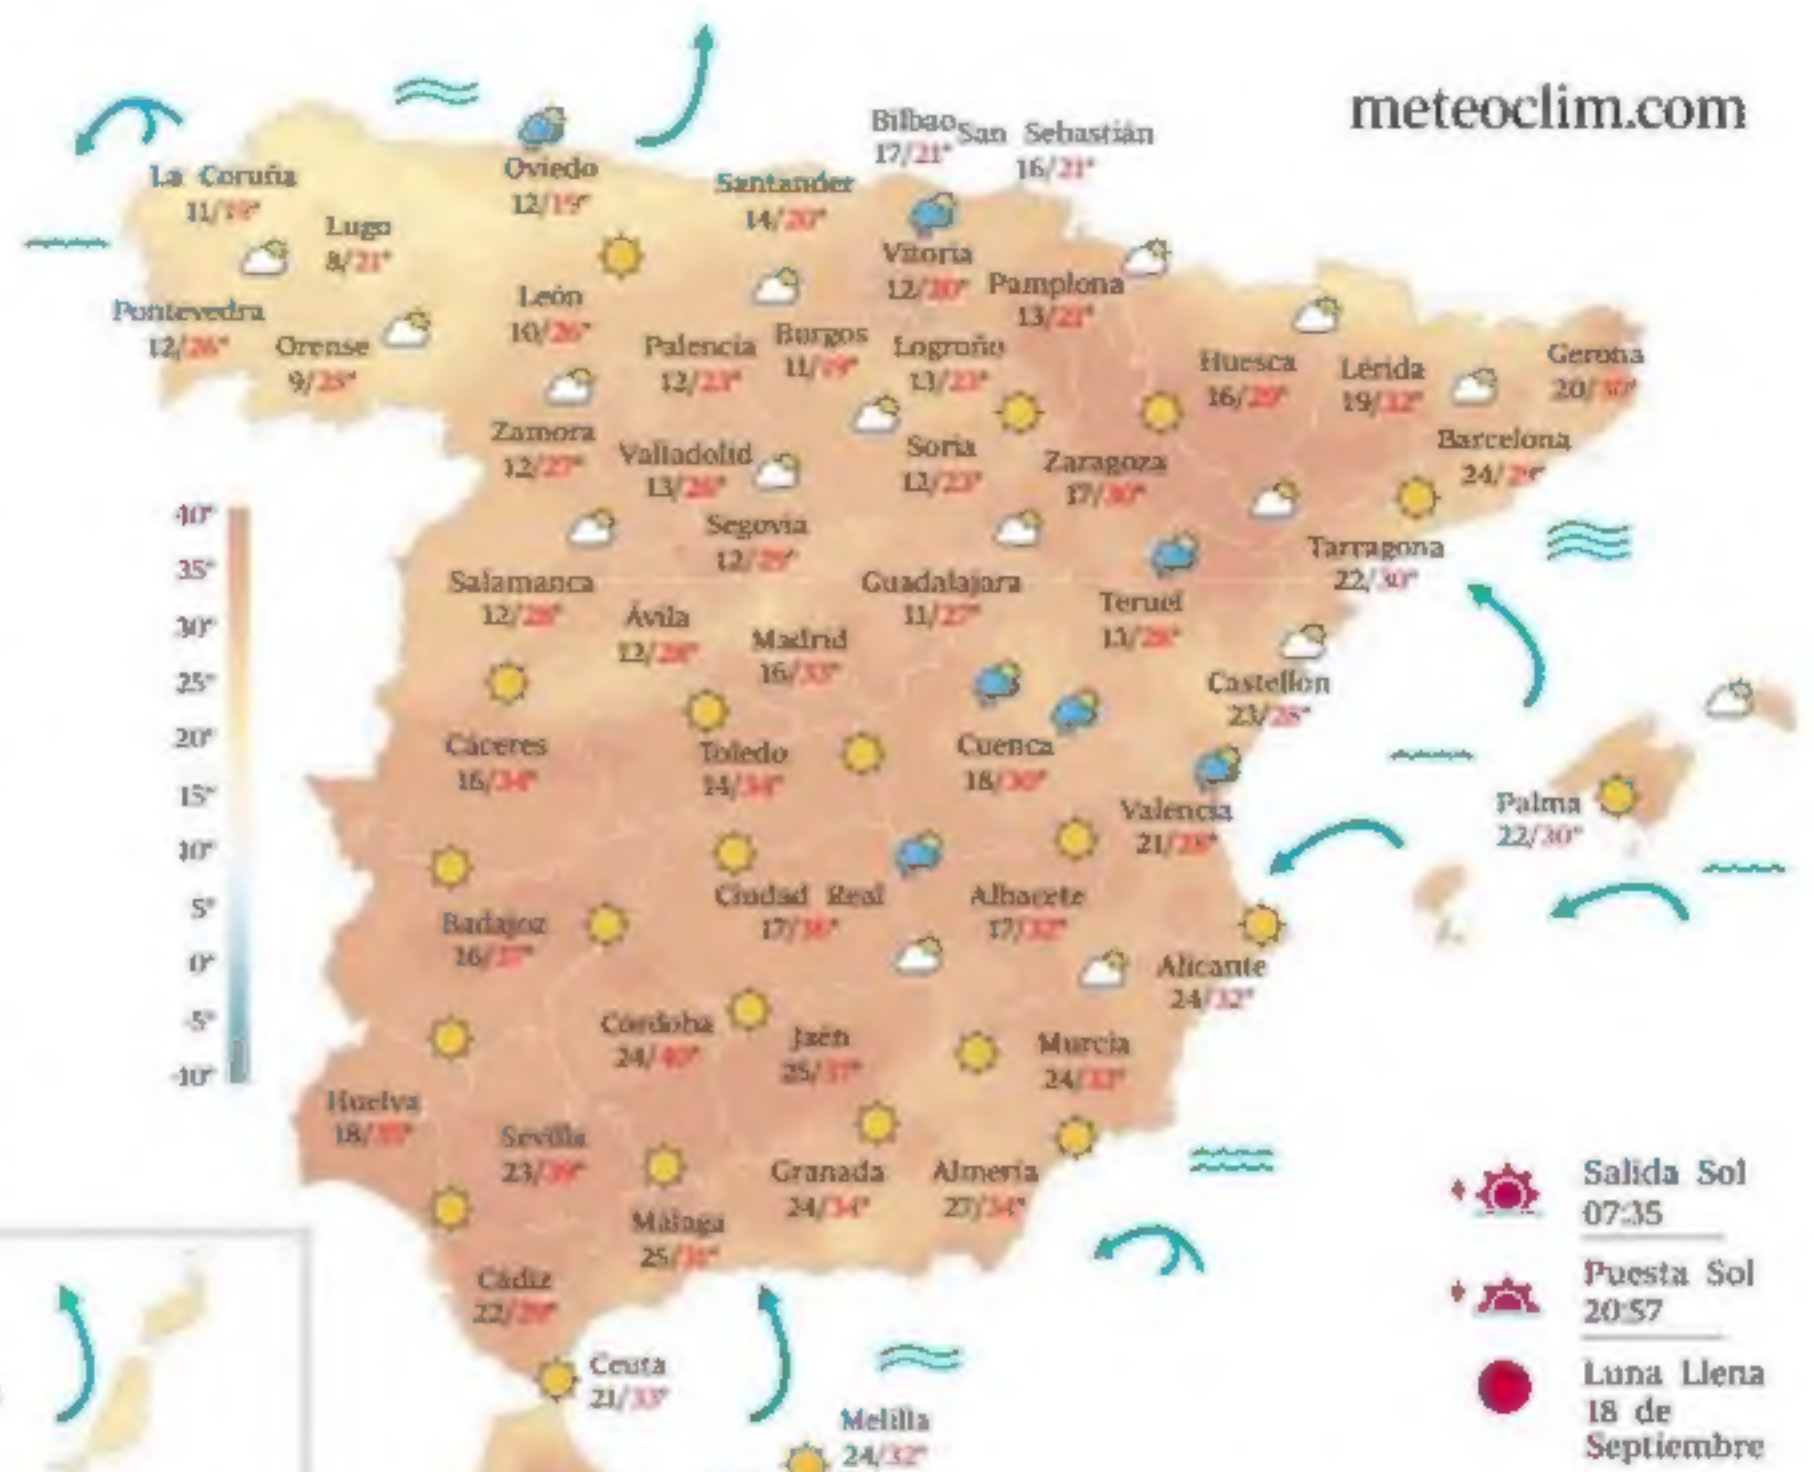 meteoclim.com
Bilbao
17/21°
San Sebastián
16/21°
La Coruña
11/19°
Oviedo
12/19°
Santander
14/20°
Lugo
8/21°
Vitoria
12/20°
Pamplona
13/21°
Pontevedra
12/26°
Orense
9/25°
León
10/26°
Palencia
12/23°
Burgos
11/19°
Logroño
13/23°
Huesca
16/29°
Lérida
19/32°
Gerona
20/30°
Zamora
12/27°
Valladolid
13/26°
Soria
12/23°
Zaragoza
17/30°
Barcelona
24/29°
Segovia
12/29°
Tarragona
22/30°
Salamanca
12/28°
Ávila
12/28°
Madrid
16/33°
Guadalajara
11/27°
Teruel
13/28°
Castellón
23/28°
Cáceres
16/34°
Toledo
14/34°
Cuenca
18/30°
Valencia
21/28°
Palma
22/30°
Badajoz
16/37°
Ciudad Real
17/36°
Albacete
17/32°
Alicante
24/32°
Córdoba
24/40°
Jaén
25/37°
Murcia
24/33°
Huelva
Sevilla
23/39°
Granada
24/34°
Almería
27/34°
Málaga
25/31°
Cádiz
22/29°
Ceuta
21/33°
Melilla
24/32°
40°
35°
30°
25°
20°
15°
10°
5°
0°
-5°
-10°
Salida Sol
07:35
Puesta Sol
20:57
Luna Llena
18 de
Septiembre